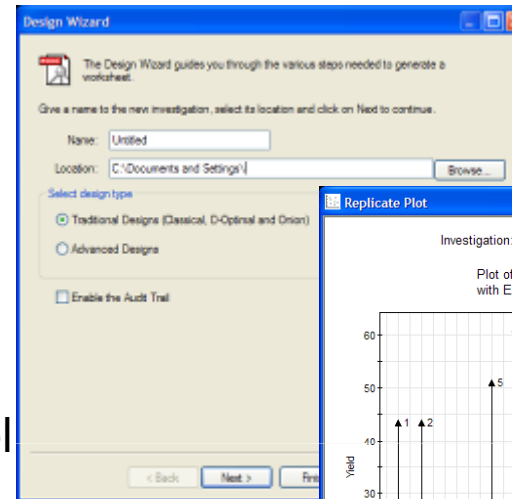 Design Wizard
The Design Wizard guides you through the various steps needed to generate a
worksheet.
Give a name to the new investigation, select its location and click on Next to continue.
Name: Untitled
Location: C:\Documents and Settings\
Browse...
Select design type
Traditional Designs (Classical, D-Optimal and Onion)
Advanced Designs
Enable the Audit Trail
< Back Next > Fini
Replicate Plot
Investigation:
Plot of
with E
60
50
40
30
Yield
1 2 5
l